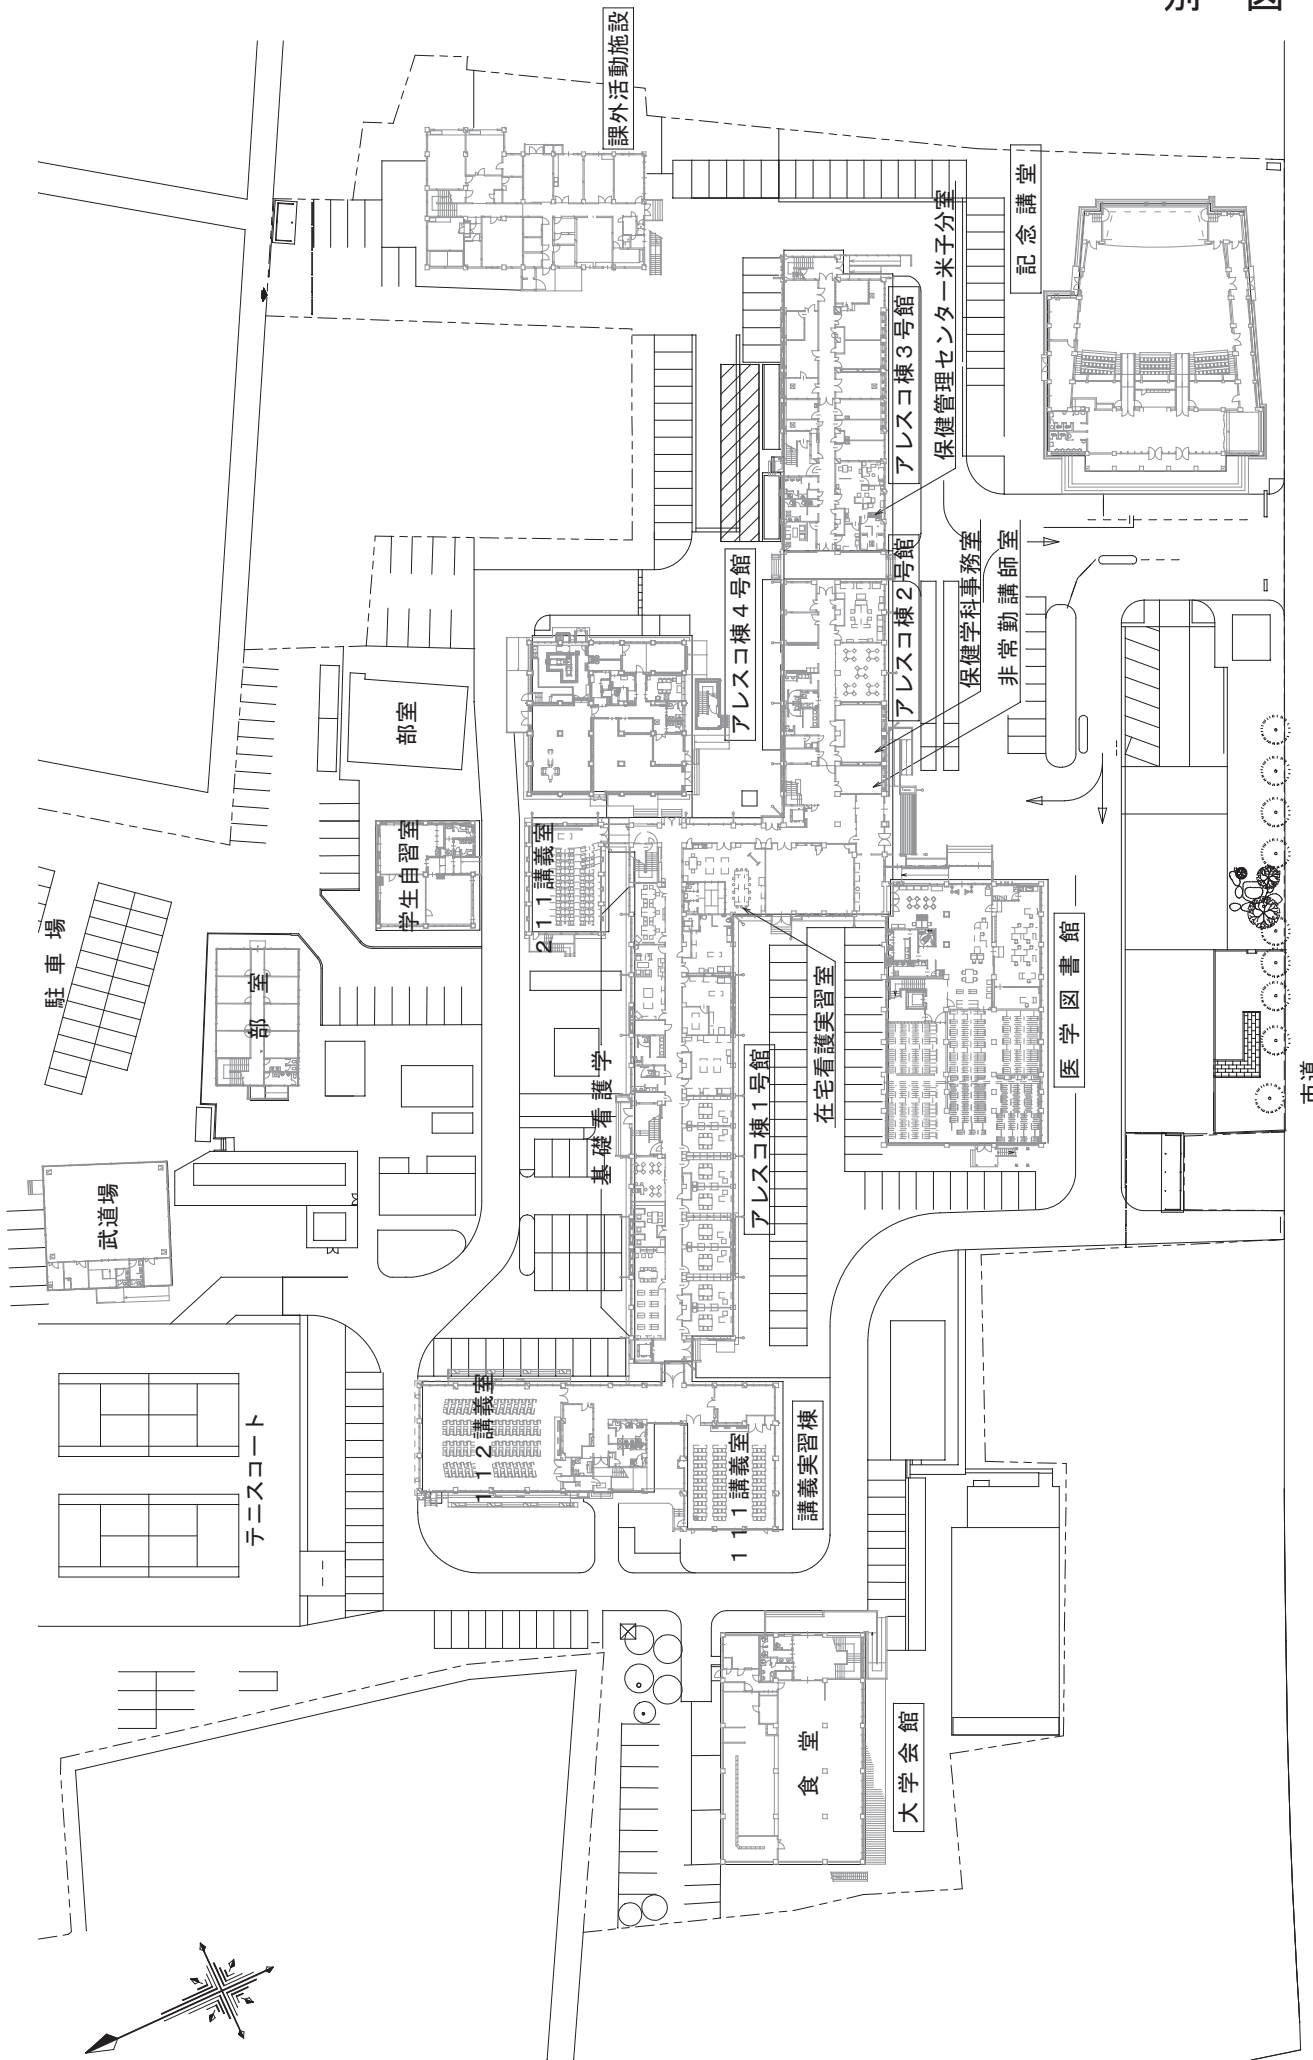 別 図
課外活動施設
記念講堂
保健管理センター米子分室
アレスコ棟3号館
アレスコ棟2号館
保健学科事務室
非常勤講師室
アレスコ棟4号館
部室
学生自習室
211講義室
駐車場
部室
基礎看護学
在宅看護実習室
アレスコ棟1号館
医学図書館
市道
武道場
テニスコート
112講義室
111講義室
講義実習棟
食堂
大学会館